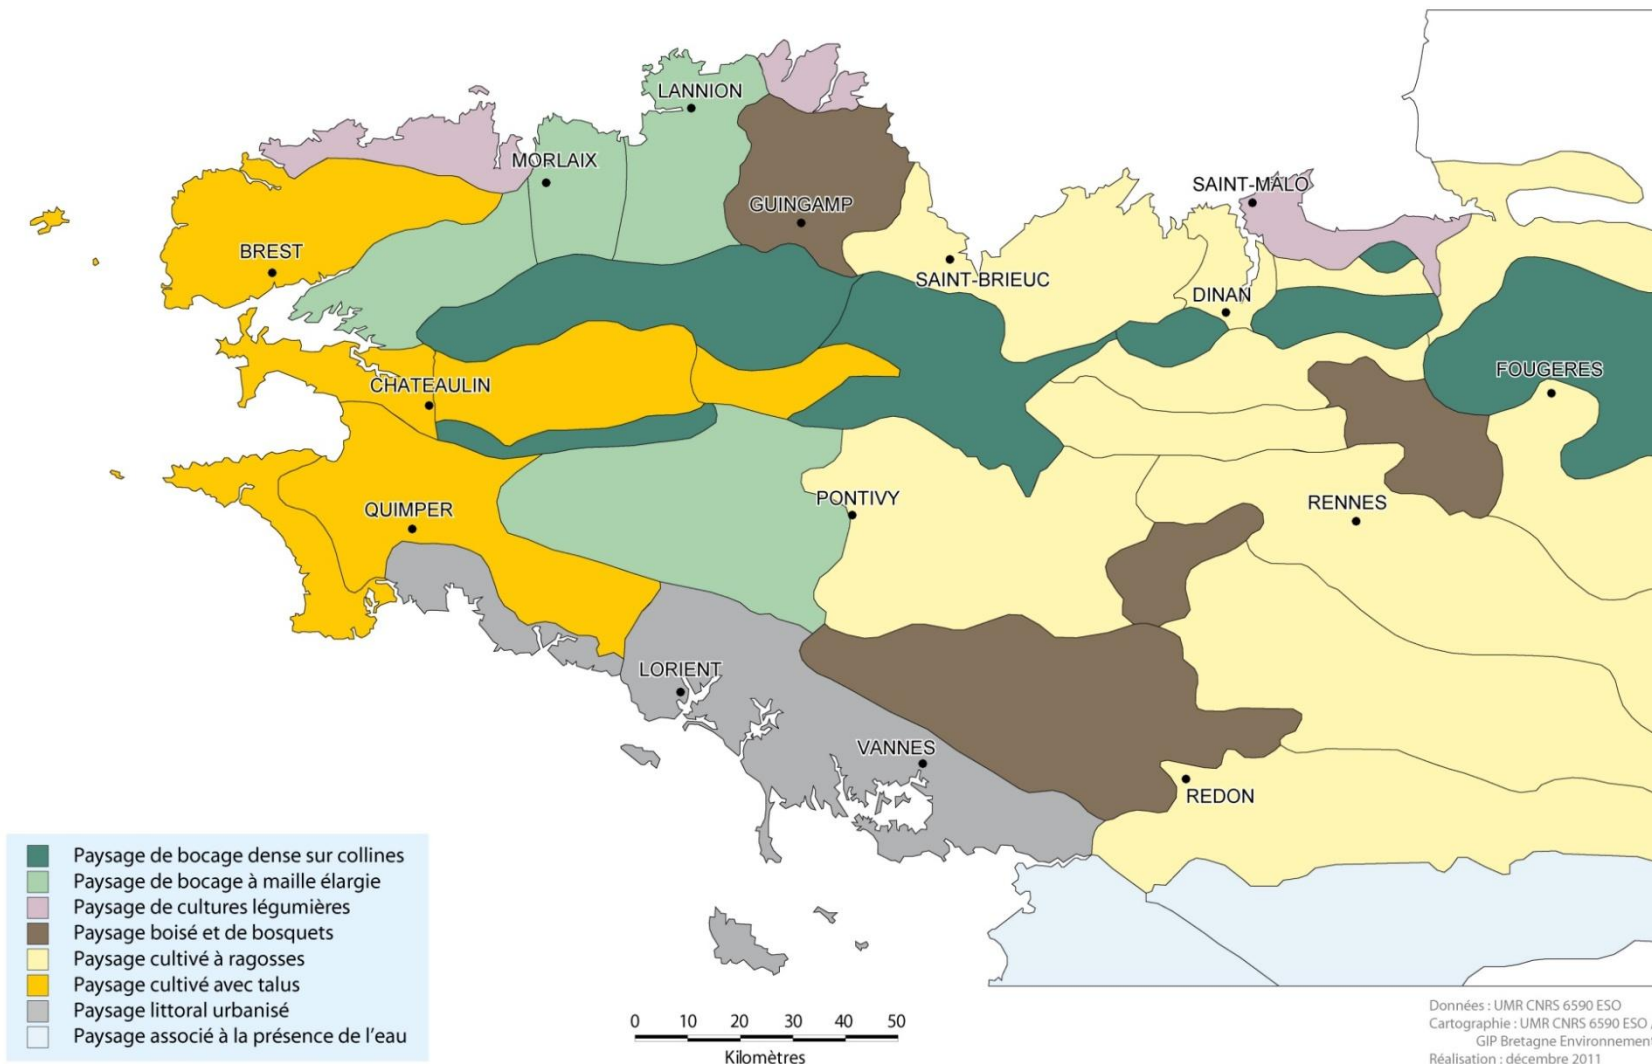 LANNION
MORLAIX
SAINT-MALO
GUINGAMP
BREST
SAINT-BRIEUC
DINAN
CHATEAULIN
FOUGERES
PONTIVY
RENNES
QUIMPER
LORIENT
VANNES
REDON
Paysage de bocage dense sur collines
Paysage de bocage à maille élargie
Paysage de cultures légumières
Paysage boisé et de bosquets
Paysage cultivé à ragosses
Paysage cultivé avec talus
Paysage littoral urbanisé
Paysage associé à la présence de l'eau
0 10 20 30 40 50
Kilomètres
Données : UMR CNRS 6590 ESO
Cartographie : UMR CNRS 6590 ESO
GIP Bretagne Environnement
Réalisation : décembre 2011